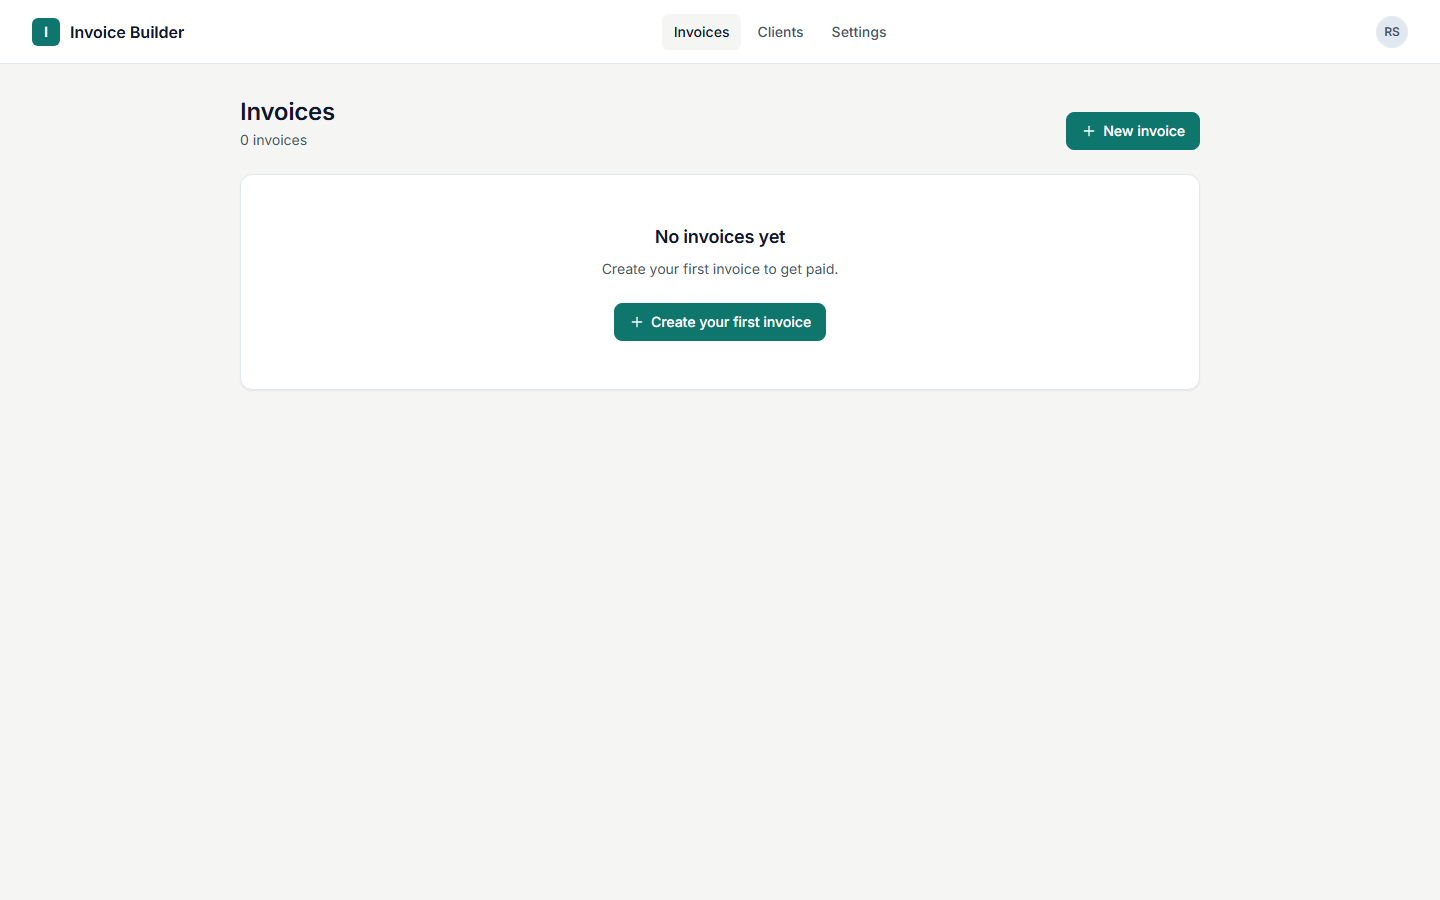 I Invoice Builder
Invoices Clients Settings
RS
Invoices
0 invoices
+ New invoice
No invoices yet
Create your first invoice to get paid.
+ Create your first invoice